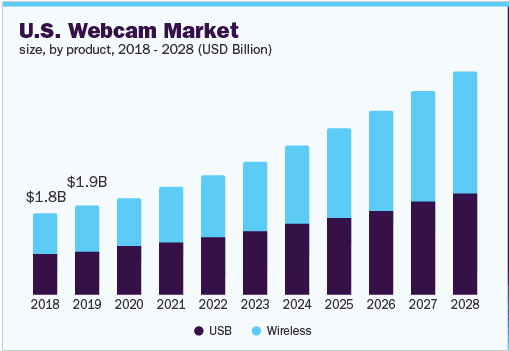 U.S. Webcam Market
size, by product, 2018 - 2028 (USD Billion)
$1.8B
$1.9B
2018 2019 2020 2021 2022 2023 2024 2025 2026 2027 2028
USB Wireless